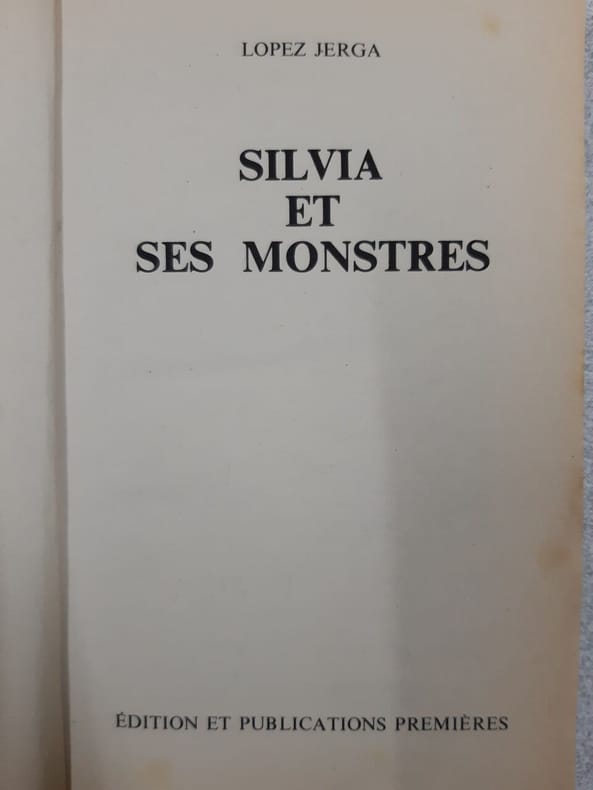 LOPEZ JERGA
SILVIA
ET
SES MONSTRES
ÉDITION ET PUBLICATIONS PREMIÈRES